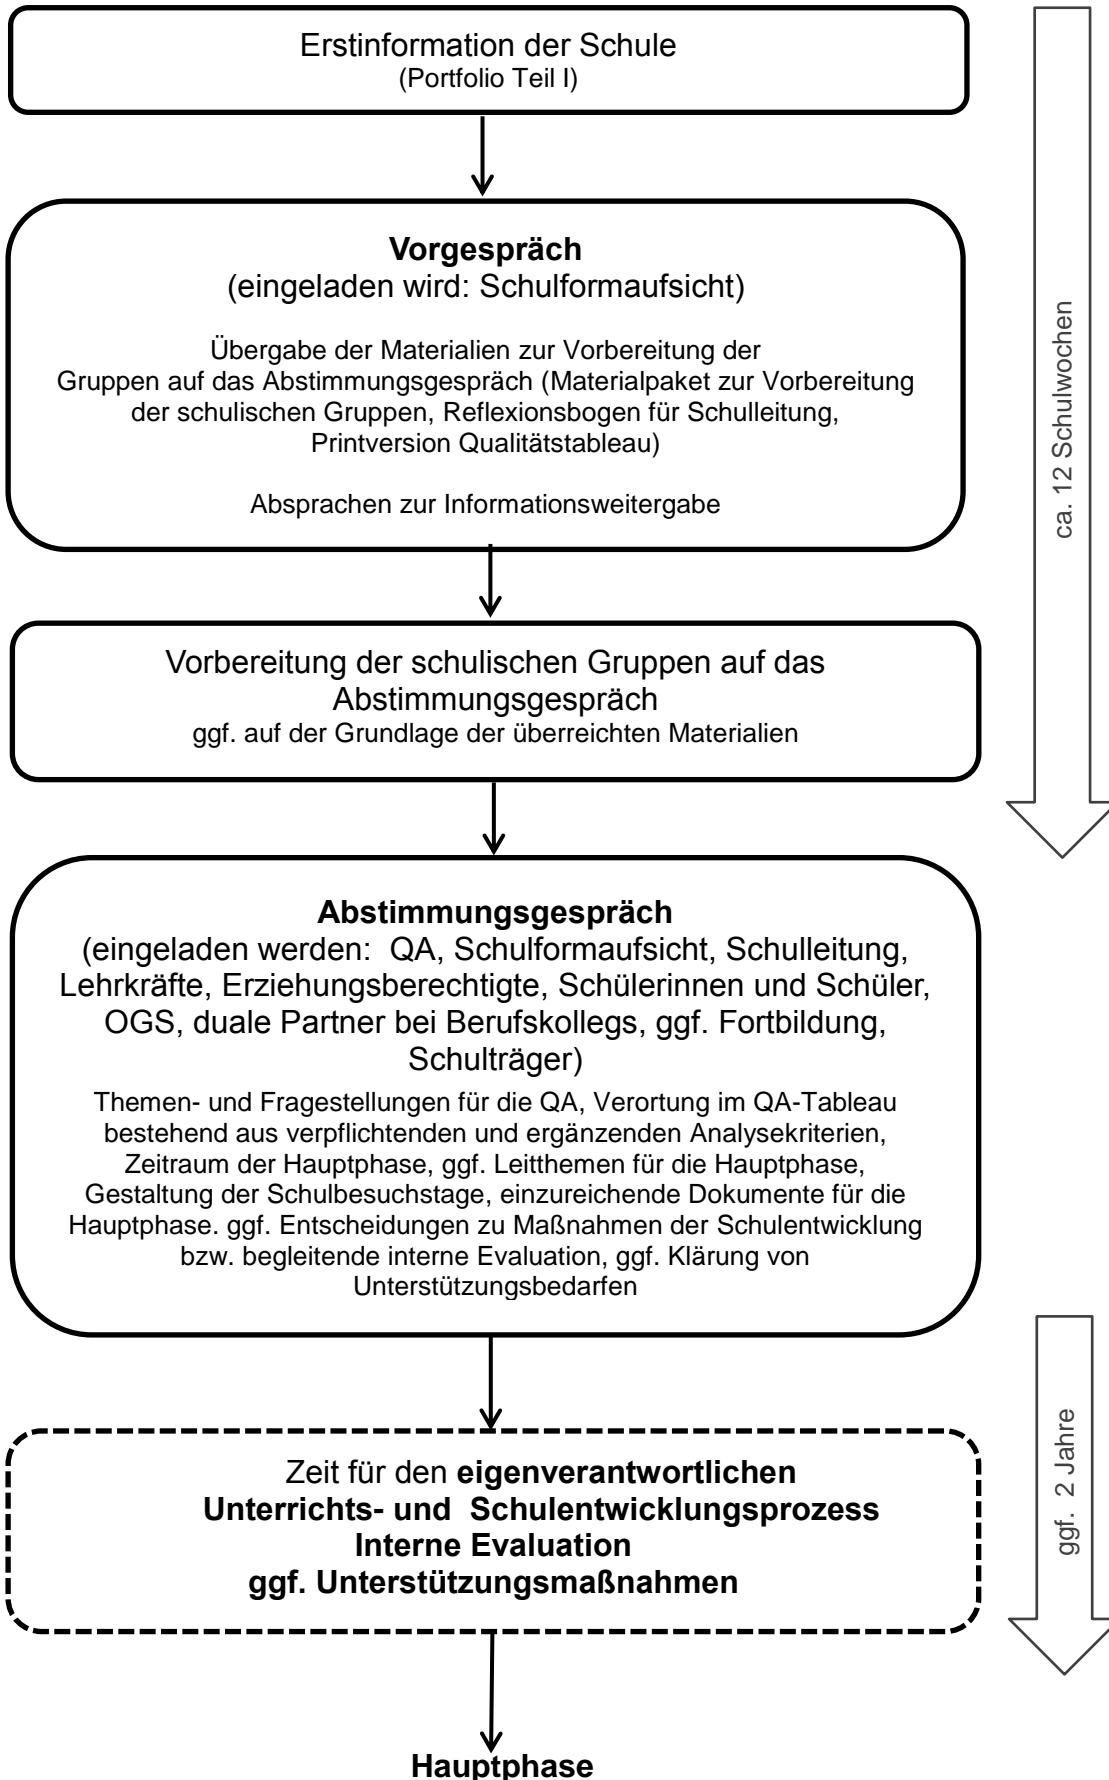 Erstinformation der Schule
(Portfolio Teil I)
Vorgespräch
(eingeladen wird: Schulformaufsicht)
Übergabe der Materialien zur Vorbereitung der
Gruppen auf das Abstimmungsgespräch (Materialpaket zur Vorbereitung
der schulischen Gruppen, Reflexionsbogen für Schulleitung,
Printversion Qualitätstableau)
Absprachen zur Informationsweitergabe
Vorbereitung der schulischen Gruppen auf das
Abstimmungsgespräch
ggf. auf der Grundlage der überreichten Materialien
ca. 12 Schulwochen
Abstimmungsgespräch
(eingeladen werden:  QA, Schulformaufsicht, Schulleitung,
Lehrkräfte, Erziehungsberechtigte, Schülerinnen und Schüler,
OGS, duale Partner bei Berufskollegs, ggf. Fortbildung,
Schulträger)
Themen- und Fragestellungen für die QA, Verortung im QA-Tableau
bestehend aus verpflichtenden und ergänzenden Analysekriterien,
Zeitraum der Hauptphase, ggf. Leitthemen für die Hauptphase,
Gestaltung der Schulbesuchstage, einzureichende Dokumente für die
Hauptphase. ggf. Entscheidungen zu Maßnahmen der Schulentwicklung
bzw. begleitende interne Evaluation, ggf. Klärung von
Unterstützungsbedarfen
Zeit für den eigenverantwortlichen
Unterrichts- und  Schulentwicklungsprozess
Interne Evaluation
ggf. Unterstützungsmaßnahmen
ggf.  2 Jahre
Hauptphase